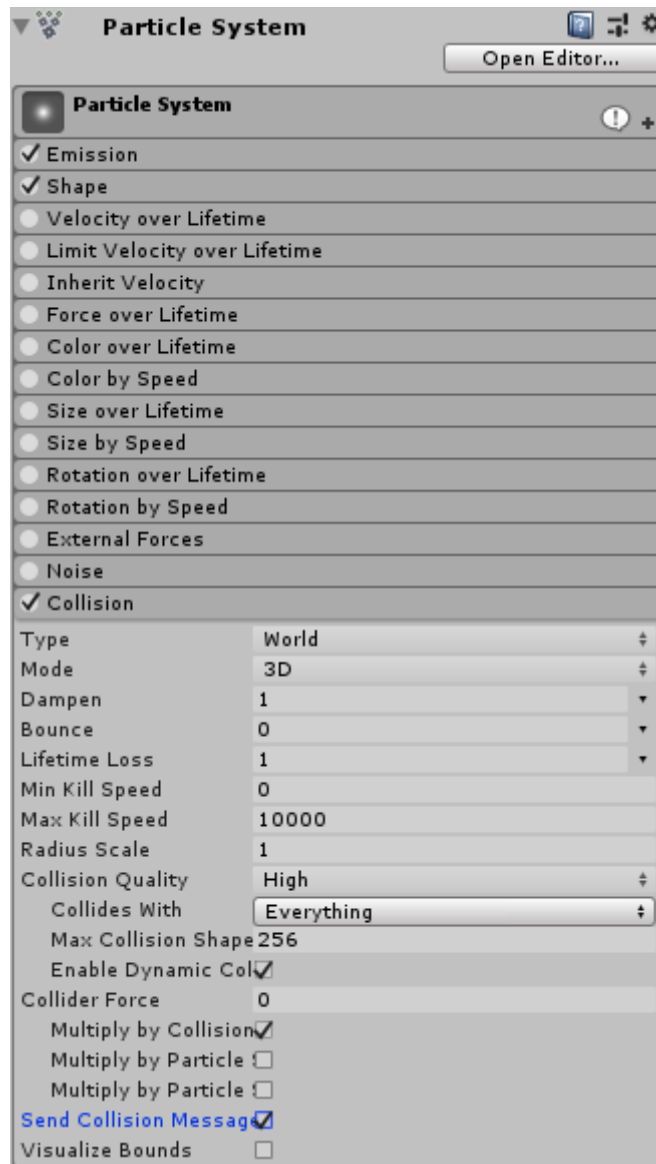 Particle System
Open Editor...
Particle System
Emission
Shape
Velocity over Lifetime
Limit Velocity over Lifetime
Inherit Velocity
Force over Lifetime
Color over Lifetime
Color by Speed
Size over Lifetime
Size by Speed
Rotation over Lifetime
Rotation by Speed
External Forces
Noise
Collision
Type World
Mode 3D
Dampen 1
Bounce 0
Lifetime Loss 1
Min Kill Speed 0
Max Kill Speed 10000
Radius Scale 1
Collision Quality High
Collides With Everything
Max Collision Shape 256
Enable Dynamic Col
Collider Force 0
Multiply by Collision
Multiply by Particle S
Multiply by Particle S
Send Collision Message
Visualize Bounds